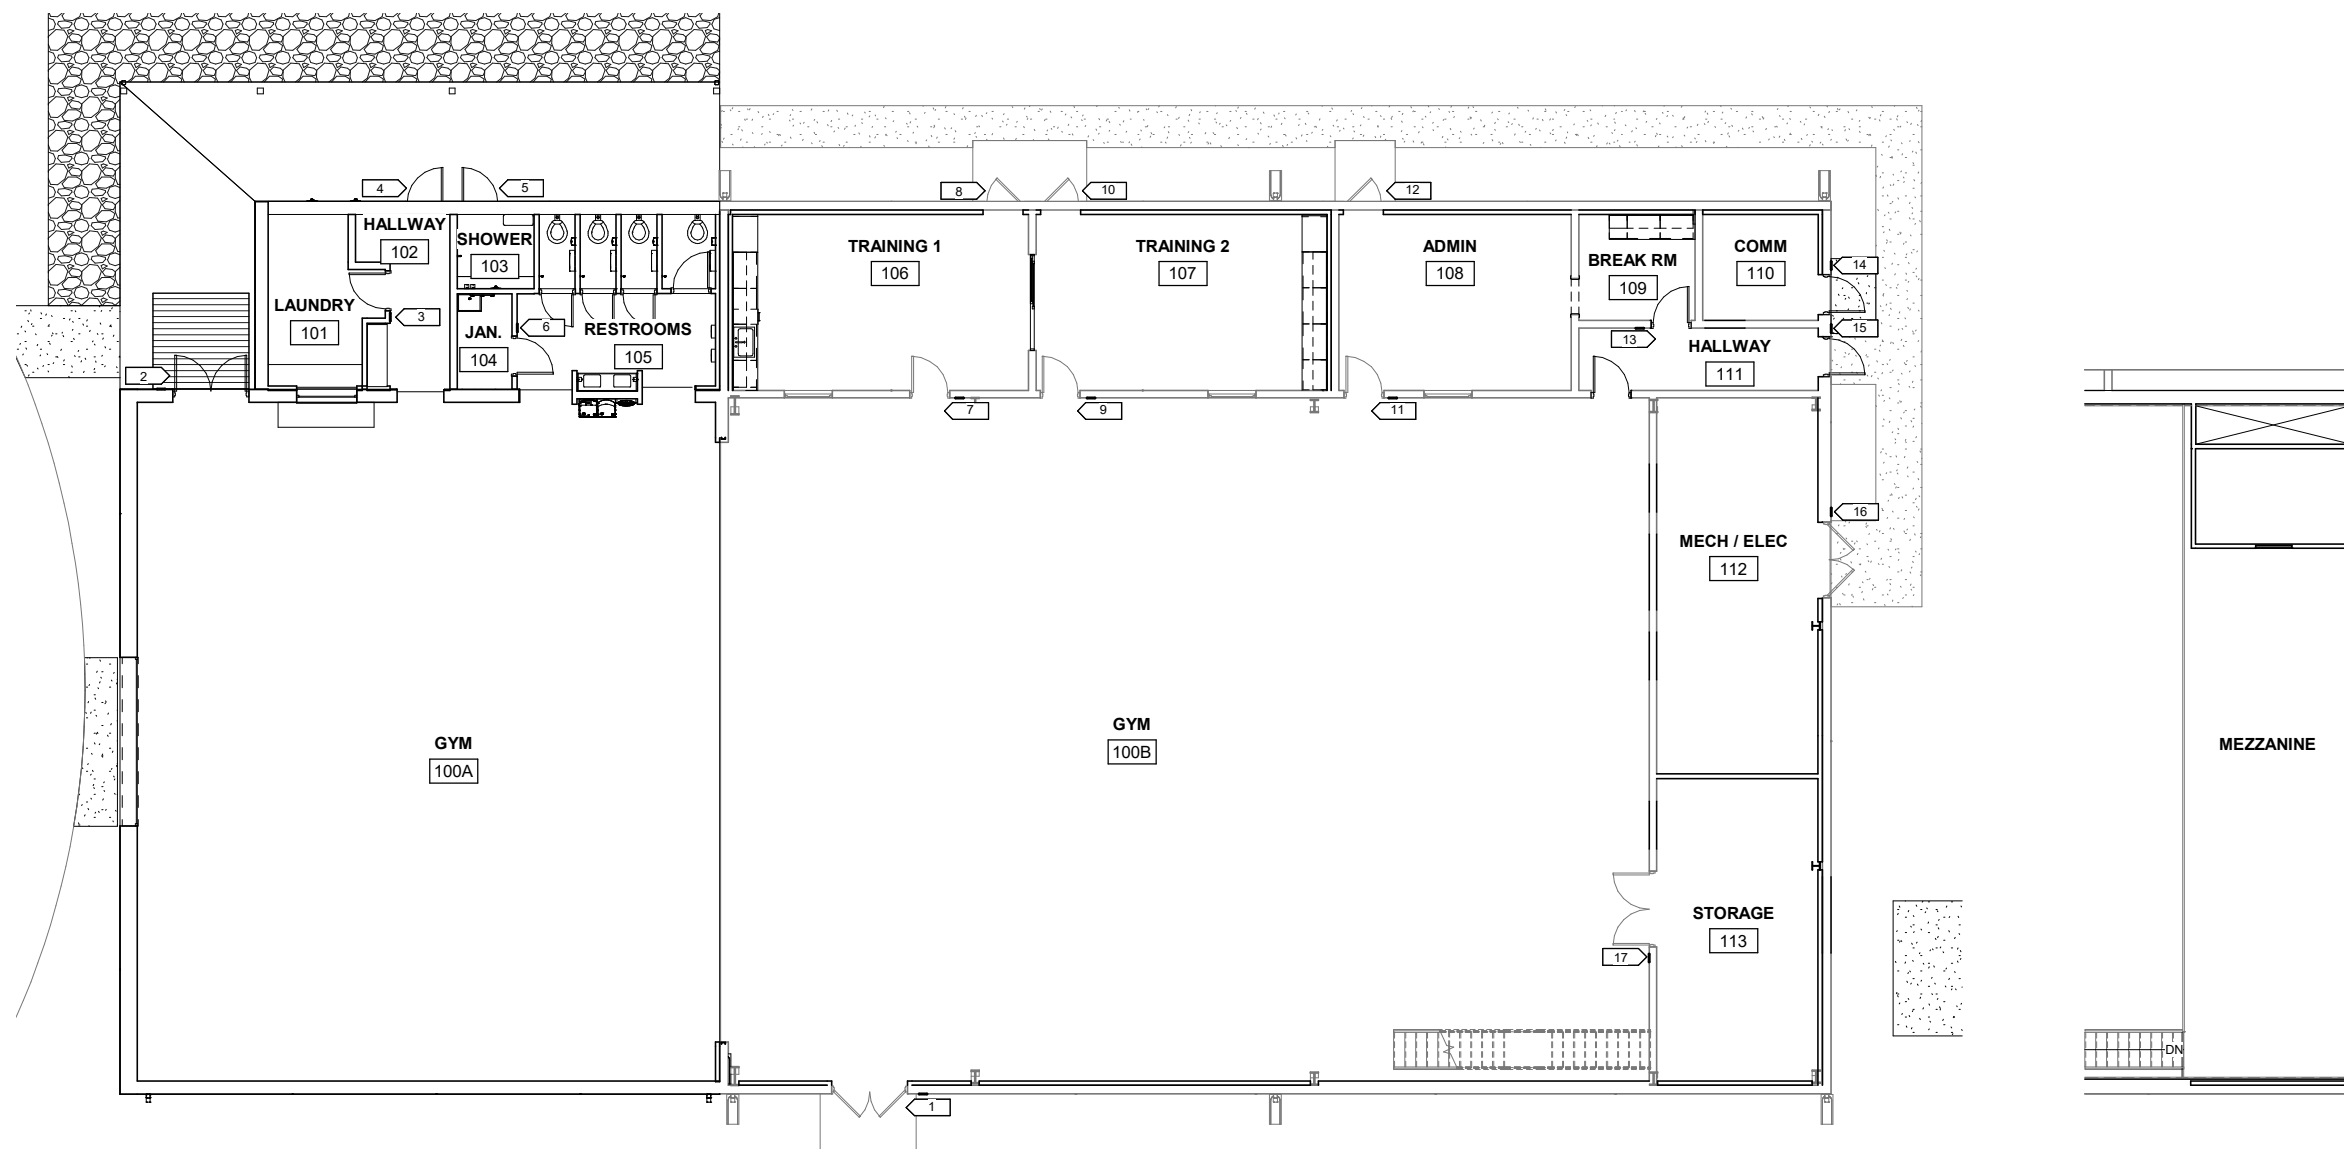 4
5
8
10
12
HALLWAY
102
SHOWER
103
TRAINING 1
106
TRAINING 2
107
ADMIN
108
BREAK RM
109
COMM
110
14
LAUNDRY
101
3
JAN.
104
6
RESTROOMS
105
13
15
HALLWAY
111
2
7
9
11
16
MECH / ELEC
112
GYM
100A
GYM
100B
MEZZANINE
STORAGE
113
17
DN
1